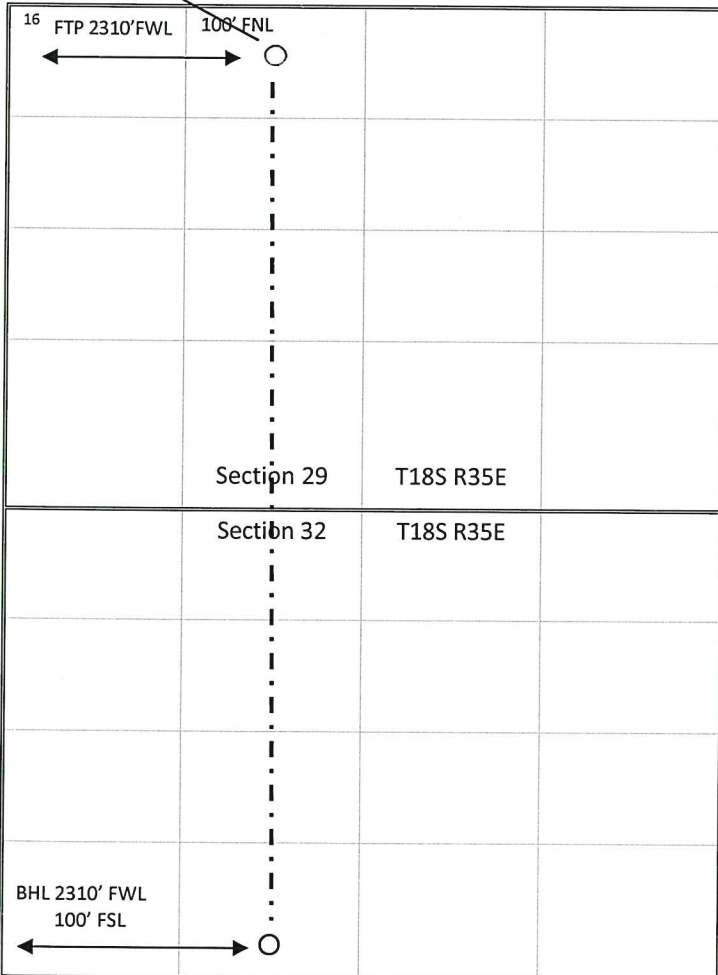 16 FTP 2310'FWL 100' FNL
Section 29 T18S R35E
Section 32 T18S R35E
BHL 2310' FWL
100' FSL